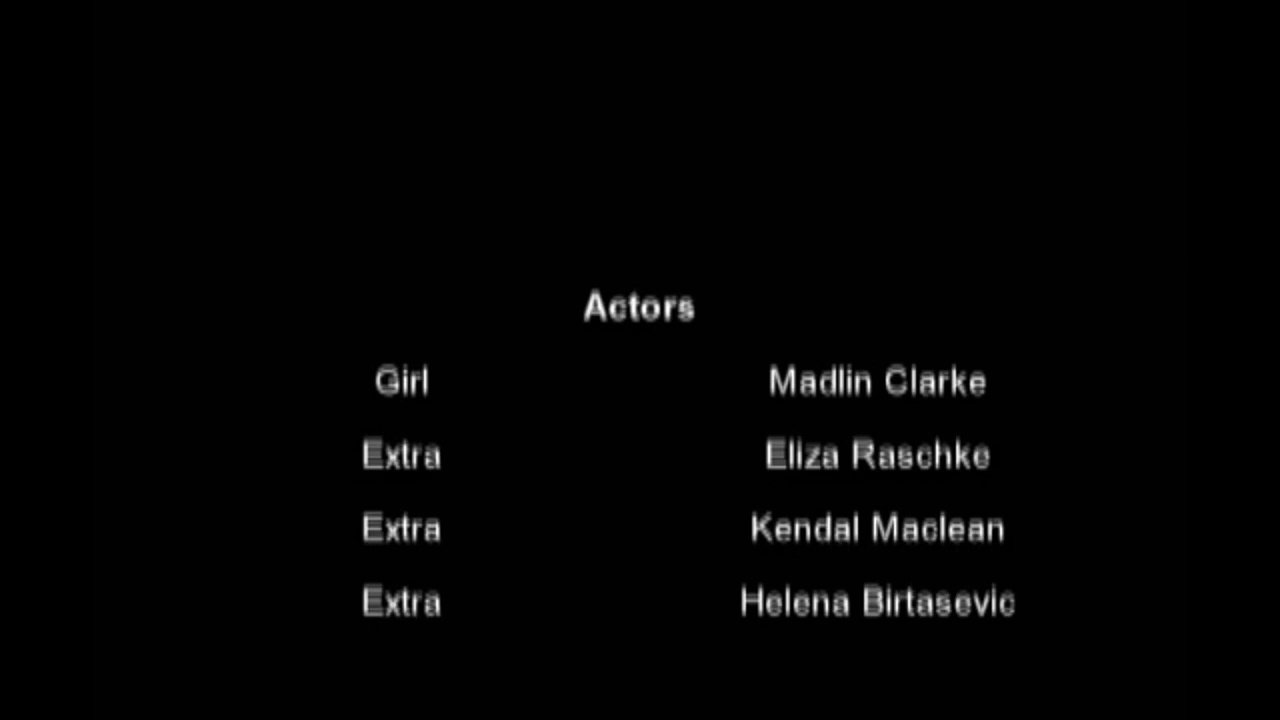 Actors
Girl Madlin Clarke
Extra Eliza Raschke
Extra Kendal Maclean
Extra Helena Birtasevic